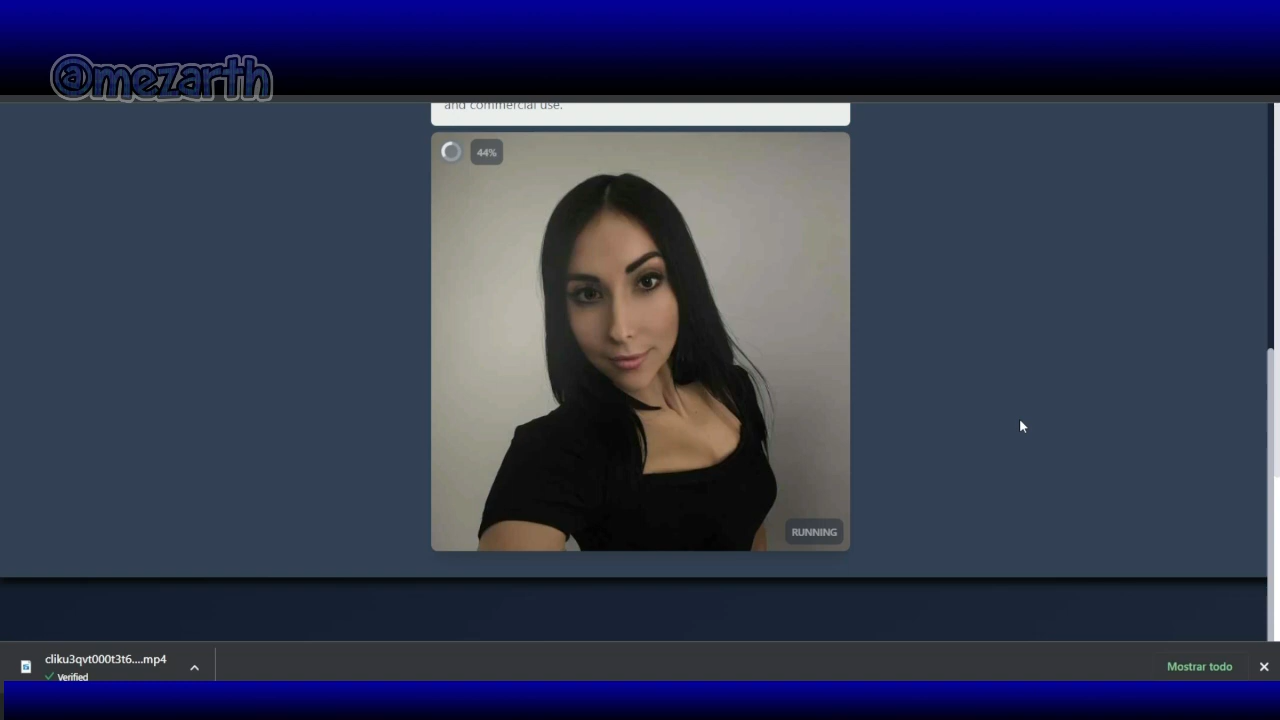 @mezarth
and commercial use.
44%
RUNNING
cliku3qvt000t3t6....mp4
Verified
Mostrar todo